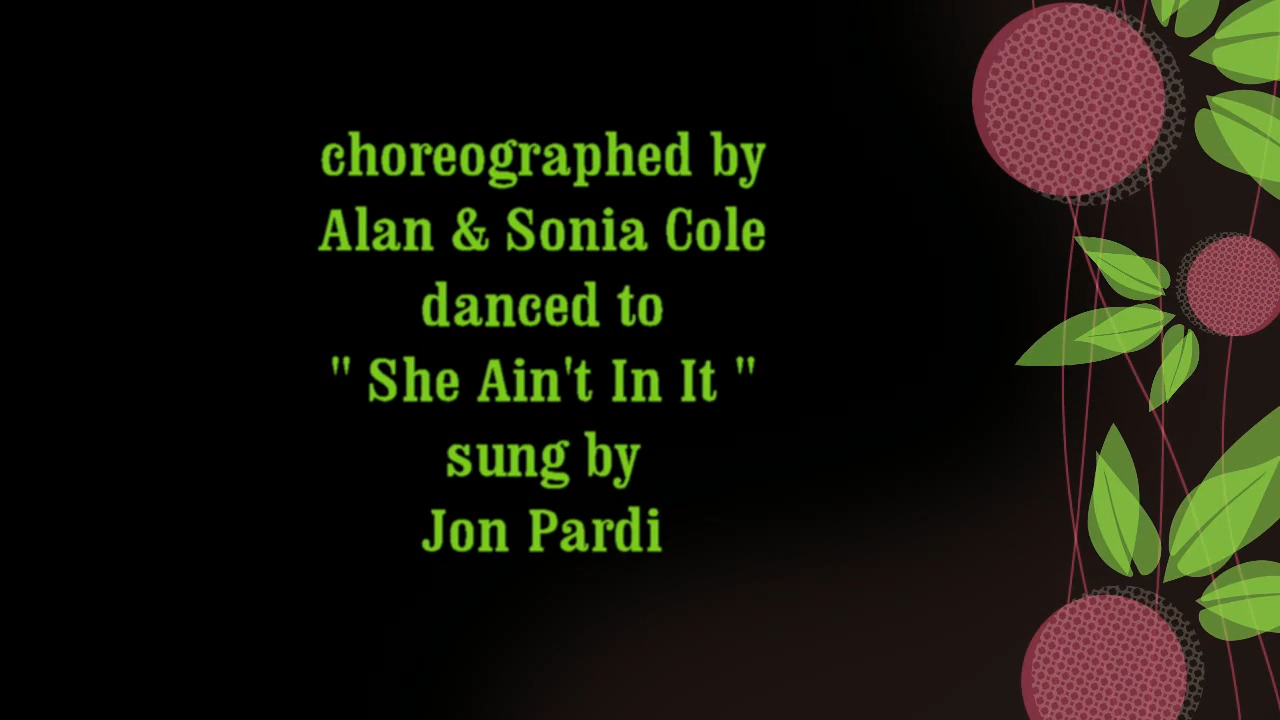 choreographed by
Alan & Sonia Cole
danced to
" She Ain't In It "
sung by
Jon Pardi